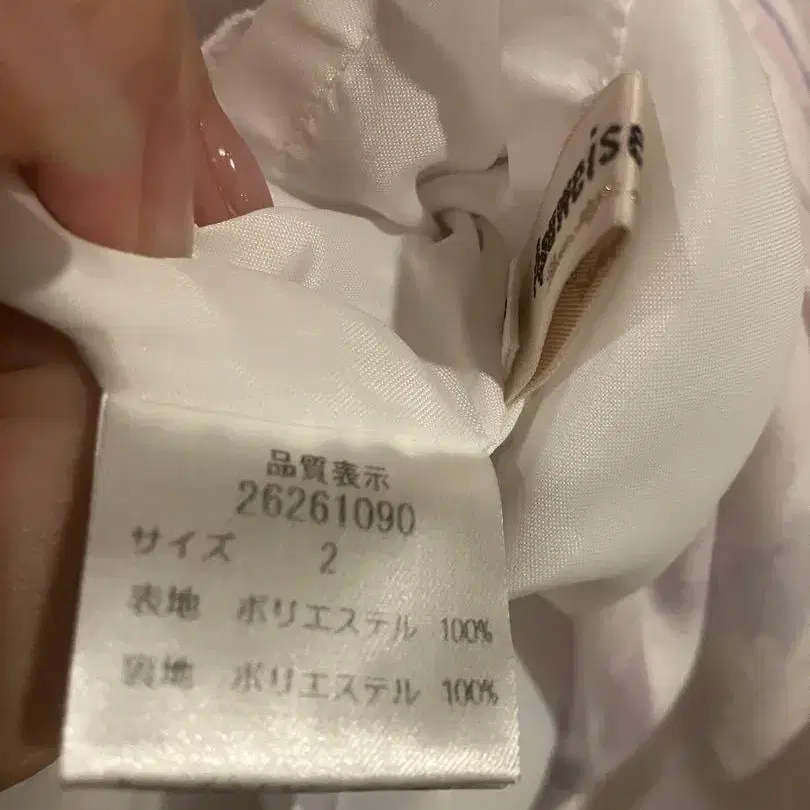 品質表示
26261090
サイズ 2
表地 ポリエステル 100%
裏地 ポリエステル 100%